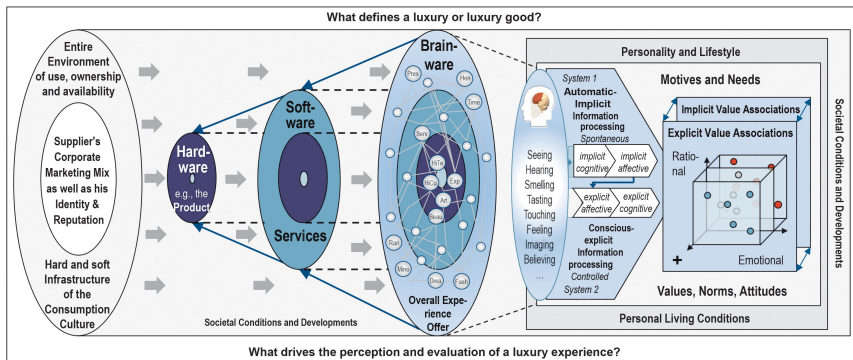 What defines a luxury or luxury good?
Entire
Environment
of use, ownership
and availability
Supplier's
Corporate
Marketing Mix
as well as his
Identity &
Reputation
Hard and soft
Infrastructure
of the
Consumption
Culture
Hard-
ware
e.g., the
Product
Soft-
ware
Services
Societal Conditions and Developments
Brain-
ware
Pres
Herr
Time
Serv
HiTe
HiCu
Exp
Art
Beau
Rari
Mind
Drea
Fash
Overall Expe-
rience
Offer
Personality and Lifestyle
System 1
Automatic-
Implicit
Information
processing
Spontaneous
Seeing
Hearing
Smelling
Tasting
Touching
Feeling
Imaging
Believing
...
implicit
cognitive
implicit
affective
explicit
affective
explicit
cognitive
Conscious-
explicit
Information
processing
Controlled
System 2
Motives and Needs
Implicit Value Associations
Explicit Value Associations
Ratio-
nal
+
Emotional
Values, Norms, Attitudes
Personal Living Conditions
Societal Conditions and Developments
What drives the perception and evaluation of a luxury experience?